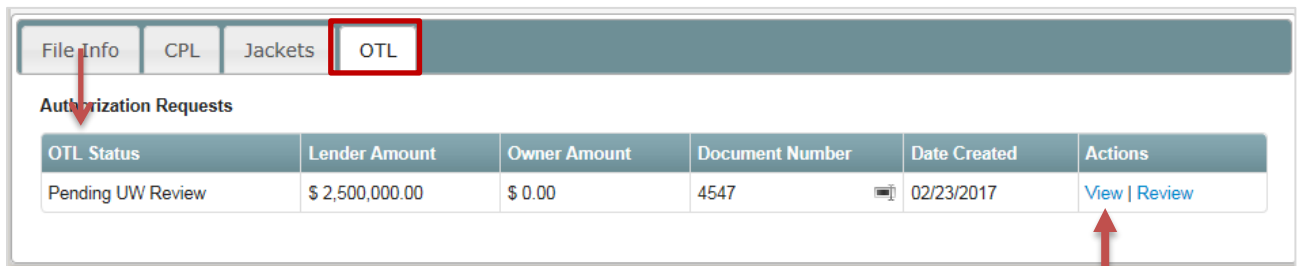 File Info CPL Jackets OTL
Authorization Requests
OTL Status Lender Amount Owner Amount Document Number Date Created Actions
Pending UW Review $ 2,500,000.00 $ 0.00 4547 02/23/2017 View | Review